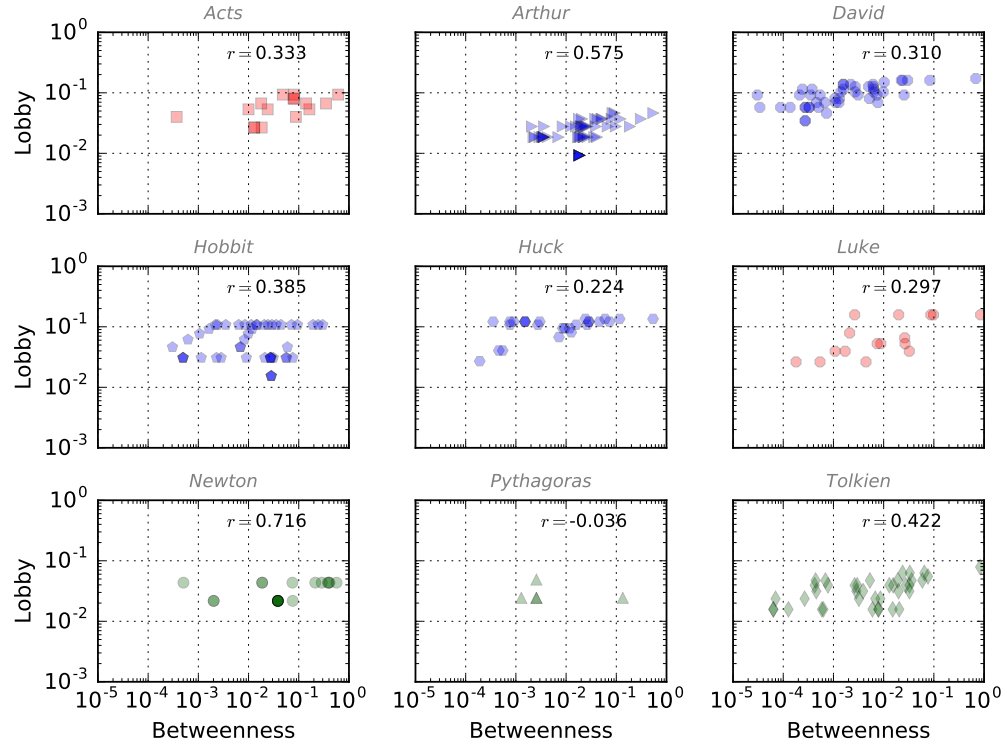 Acts Arthur David
10^0 r = 0.333 r = 0.575 r = 0.310
10^-1
Lobby
10^-2
10^-3
Hobbit Huck Luke
10^0 r = 0.385 r = 0.224 r = 0.297
10^-1
Lobby
10^-2
10^-3
Newton Pythagoras Tolkien
10^0 r = 0.716 r = -0.036 r = 0.422
10^-1
Lobby
10^-2
10^-3
10^-5 10^-4 10^-3 10^-2 10^-1 10^0 10^-5 10^-4 10^-3 10^-2 10^-1 10^0 10^-5 10^-4 10^-3 10^-2 10^-1 10^0
Betweenness Betweenness Betweenness